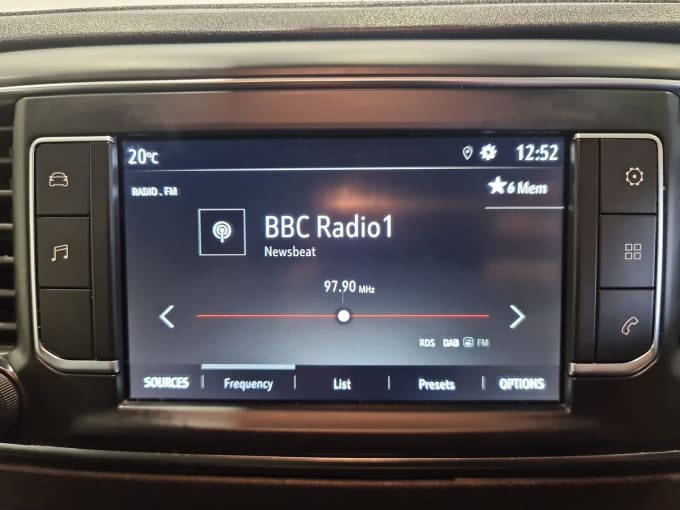 20°C 12:52
RADIO . FM ★6 Mem
BBC Radio1
Newsbeat
97.90 MHz
RDS DAB FM
SOURCES Frequency List Presets OPTIONS